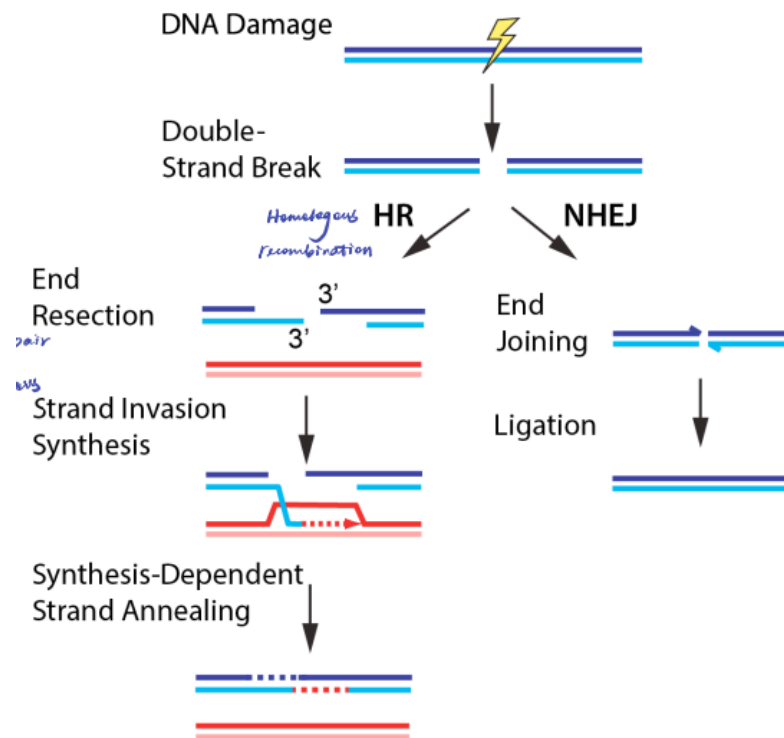 DNA Damage
Double-
Strand Break
Homologous
recombination
HR
NHEJ
End
Resection
3'
3'
pair
End
Joining
Strand Invasion
Synthesis
Ligation
Synthesis-Dependent
Strand Annealing